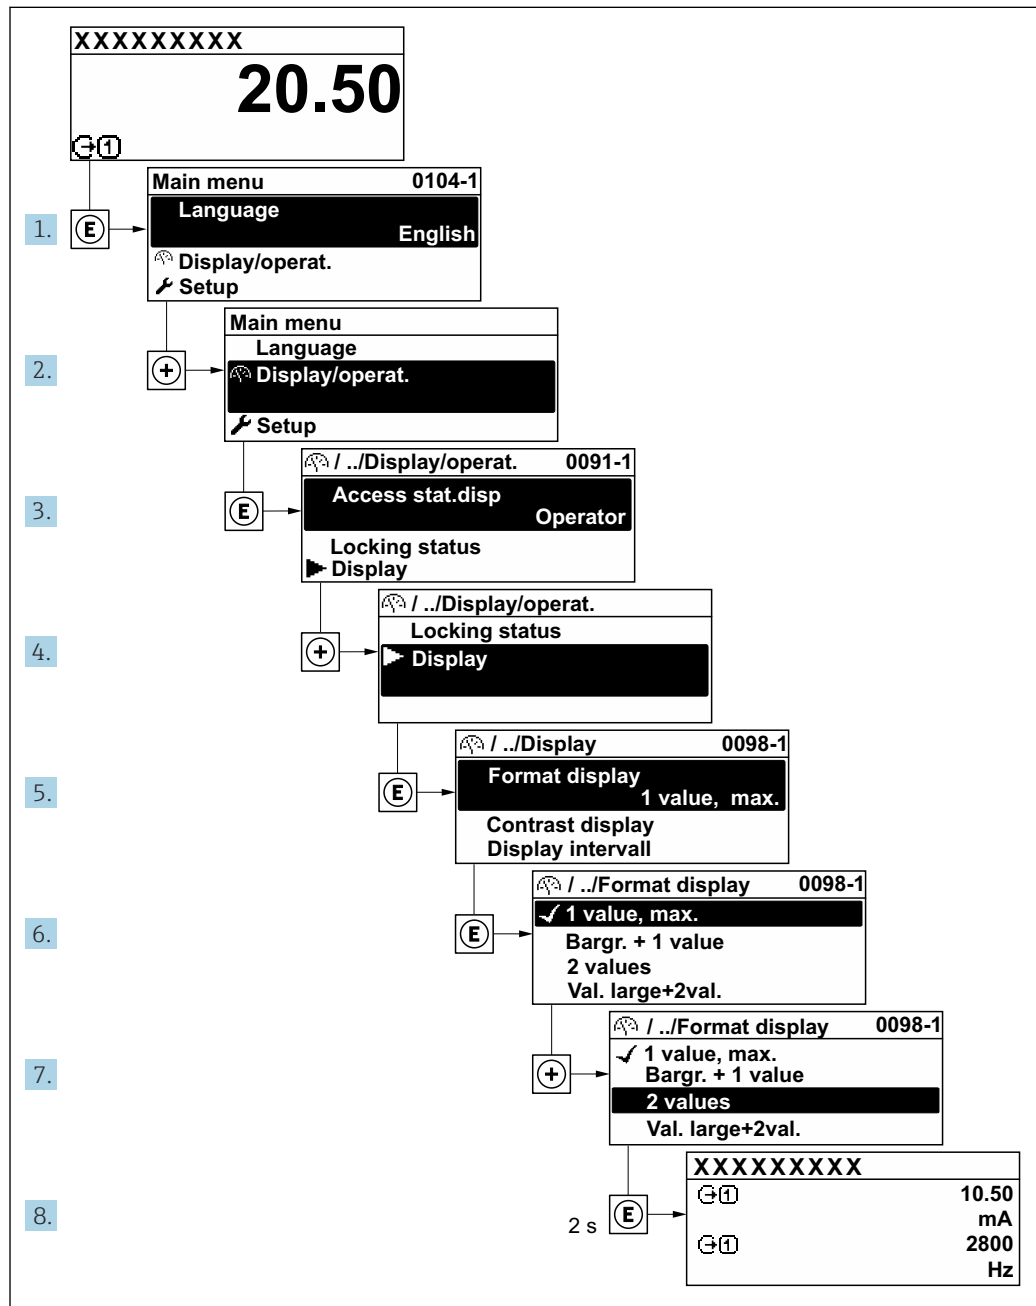 XXXXXXXXX
20.50
1
Main menu 0104-1
Language
English
Display/operat.
Setup
1. E
Main menu
Language
Display/operat.
Setup
2. +
/ ../Display/operat. 0091-1
Access stat.disp
Operator
Locking status
Display
3. E
/ ../Display/operat.
Locking status
Display
4. +
/ ../Display 0098-1
Format display
1 value, max.
Contrast display
Display intervall
5. E
/ ../Format display 0098-1
1 value, max.
Bargr. + 1 value
2 values
Val. large+2val.
6. E
/ ../Format display 0098-1
1 value, max.
Bargr. + 1 value
2 values
Val. large+2val.
7. +
XXXXXXXXX
1 10.50
mA
1 2800
Hz
8. 2 s E